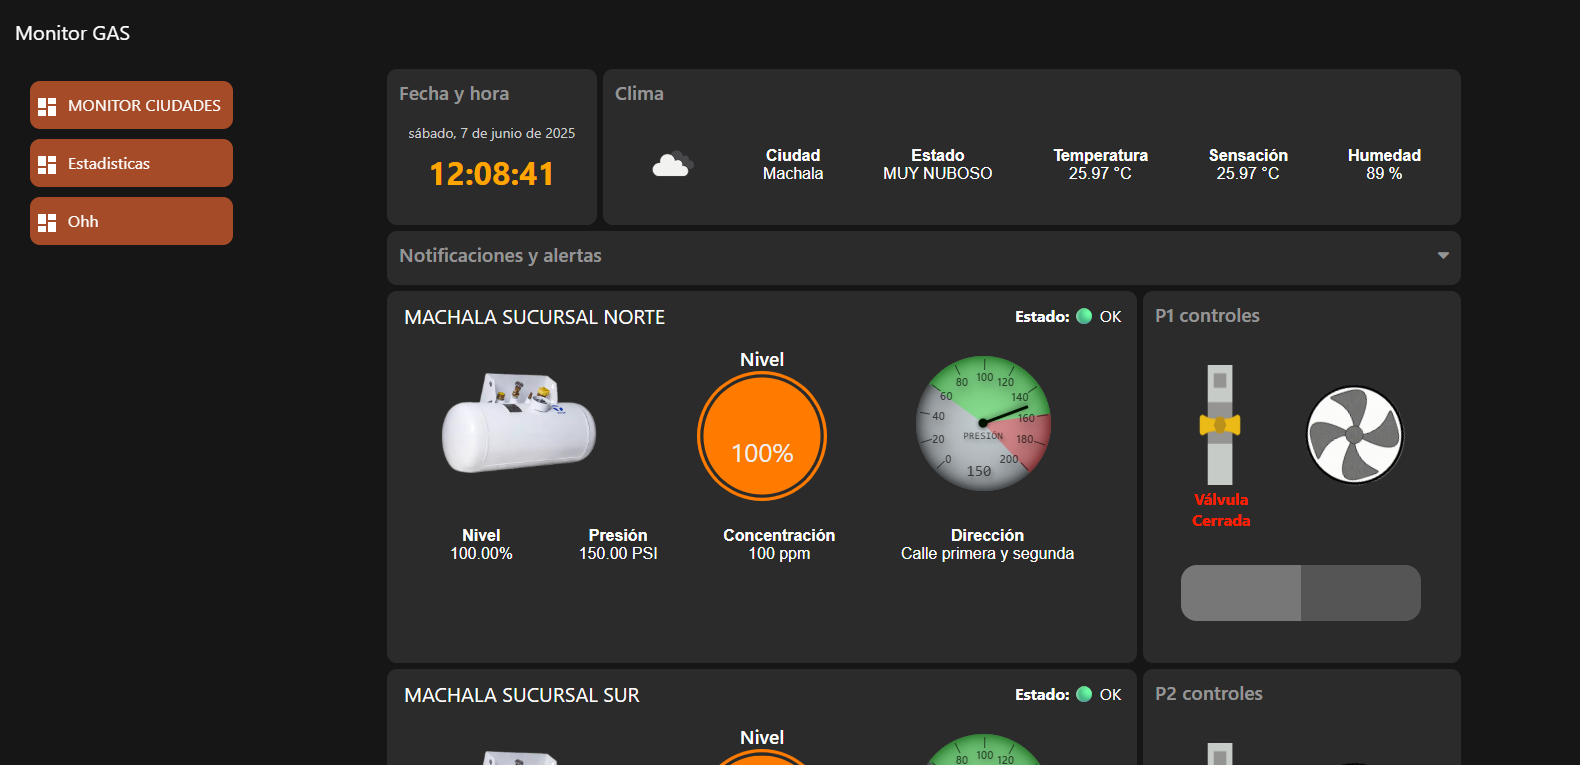 Monitor GAS
MONITOR CIUDADES
Estadisticas
Ohh
Fecha y hora
sábado, 7 de junio de 2025
12:08:41
Clima
Ciudad
Machala
Estado
MUY NUBOSO
Temperatura
25.97 °C
Sensación
25.97 °C
Humedad
89 %
Notificaciones y alertas
MACHALA SUCURSAL NORTE
Estado: OK
Nivel
100%
0
20
40
60
80
100
120
140
160
180
200
PRESIÓN
150
Nivel
100.00%
Presión
150.00 PSI
Concentración
100 ppm
Dirección
Calle primera y segunda
P1 controles
Válvula
Cerrada
MACHALA SUCURSAL SUR
Estado: OK
Nivel
80
100
120
P2 controles